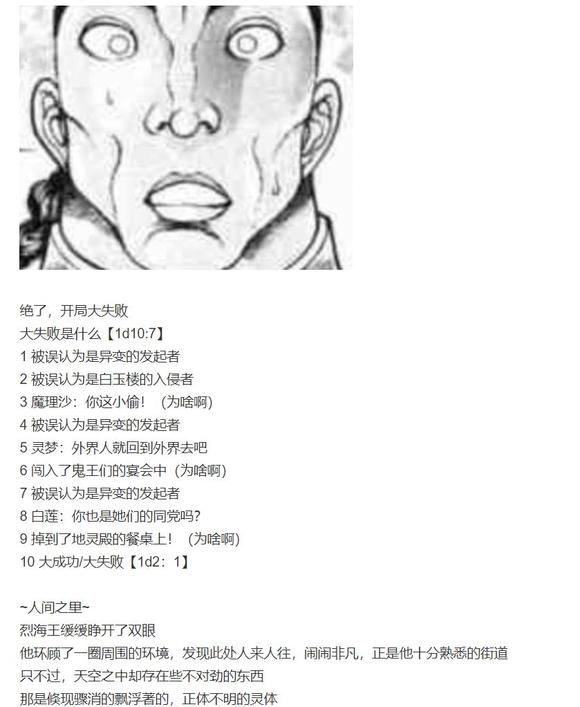 绝了，开局大失败
大失败是什么【1d10:7】
1 被误认为是异变的发起者
2 被误认为是白玉楼的入侵者
3 魔理沙：你这小偷！（为啥啊）
4 被误认为是异变的发起者
5 灵梦：外界人就回到外界去吧
6 闯入了鬼王们的宴会中（为啥啊）
7 被误认为是异变的发起者
8 白莲：你也是她们的同党吗？
9 掉到了地灵殿的餐桌上！（为啥啊）
10 大成功/大失败【1d2：1】
~人间之里~
烈海王缓缓睁开了双眼
他环顾了一圈周围的环境，发现此处人来人往，闹闹非凡，正是他十分熟悉的街道
只不过，天空之中却存在些不对劲的东西
那是倏现骤消的飘浮著的，正体不明的灵体